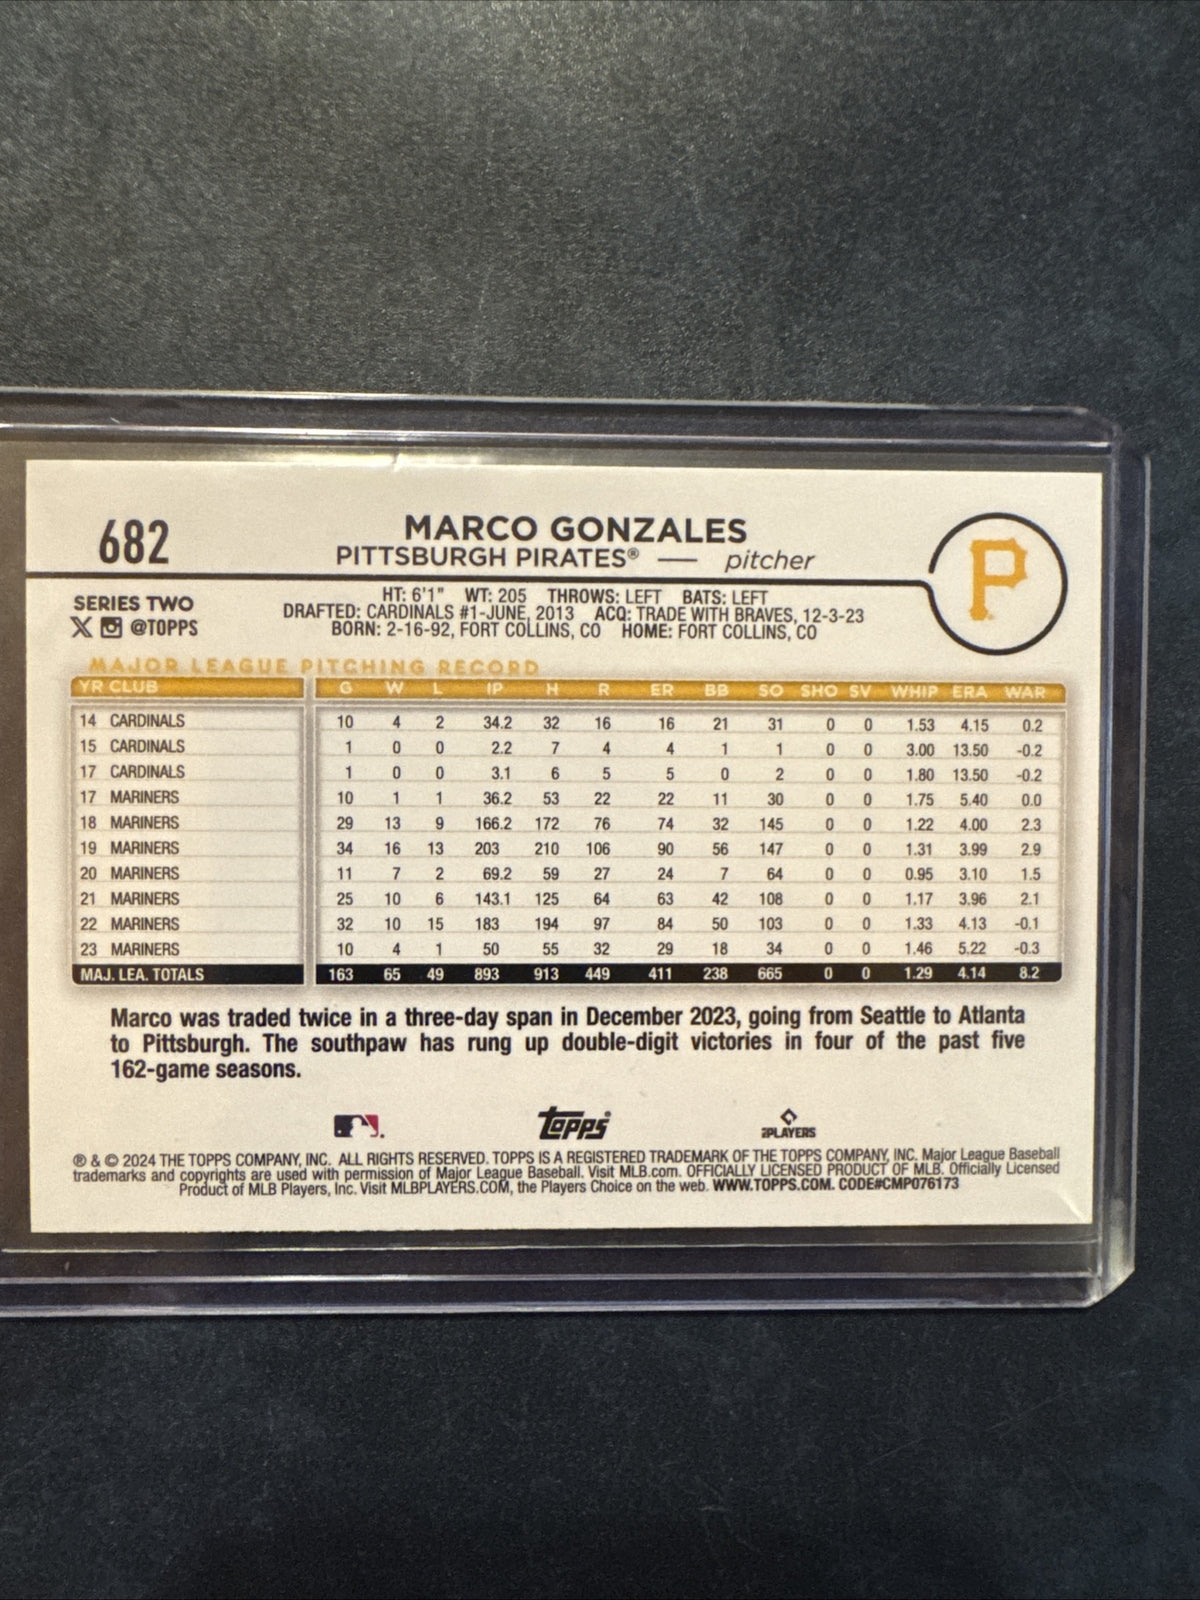 682
MARCO GONZALES
PITTSBURGH PIRATES® — pitcher
P
SERIES TWO
X @TOPPS
HT: 6'1" WT: 205 THROWS: LEFT BATS: LEFT
DRAFTED: CARDINALS #1-JUNE, 2013 ACQ: TRADE WITH BRAVES, 12-3-23
BORN: 2-16-92, FORT COLLINS, CO HOME: FORT COLLINS, CO
MAJOR LEAGUE PITCHING RECORD
YR CLUB G W L IP H R ER BB SO SHO SV WHIP ERA WAR
14 CARDINALS 10 4 2 34.2 32 16 16 21 31 0 0 1.53 4.15 0.2
15 CARDINALS 1 0 0 2.2 7 4 4 1 1 0 0 3.00 13.50 -0.2
17 CARDINALS 1 0 0 3.1 6 5 5 0 2 0 0 1.80 13.50 -0.2
17 MARINERS 10 1 1 36.2 53 22 22 11 30 0 0 1.75 5.40 0.0
18 MARINERS 29 13 9 166.2 172 76 74 32 145 0 0 1.22 4.00 2.3
19 MARINERS 34 16 13 203 210 106 90 56 147 0 0 1.31 3.99 2.9
20 MARINERS 11 7 2 69.2 59 27 24 7 64 0 0 0.95 3.10 1.5
21 MARINERS 25 10 6 143.1 125 64 63 42 108 0 0 1.17 3.96 2.1
22 MARINERS 32 10 15 183 194 97 84 50 103 0 0 1.33 4.13 -0.1
23 MARINERS 10 4 1 50 55 32 29 18 34 0 0 1.46 5.22 -0.3
MAJ. LEA. TOTALS 163 65 49 893 913 449 411 238 665 0 0 1.29 4.14 8.2
Marco was traded twice in a three-day span in December 2023, going from Seattle to Atlanta
to Pittsburgh. The southpaw has rung up double-digit victories in four of the past five
162-game seasons.
topps® PLAYERS
® & © 2024 THE TOPPS COMPANY, INC. ALL RIGHTS RESERVED. TOPPS IS A REGISTERED TRADEMARK OF THE TOPPS COMPANY, INC. Major League Baseball
trademarks and copyrights are used with permission of Major League Baseball. Visit MLB.com. OFFICIALLY LICENSED PRODUCT OF MLB. Officially Licensed
Product of MLB Players, Inc. Visit MLBPLAYERS.COM, the Players Choice on the web. WWW.TOPPS.COM. CODE#CMP076173